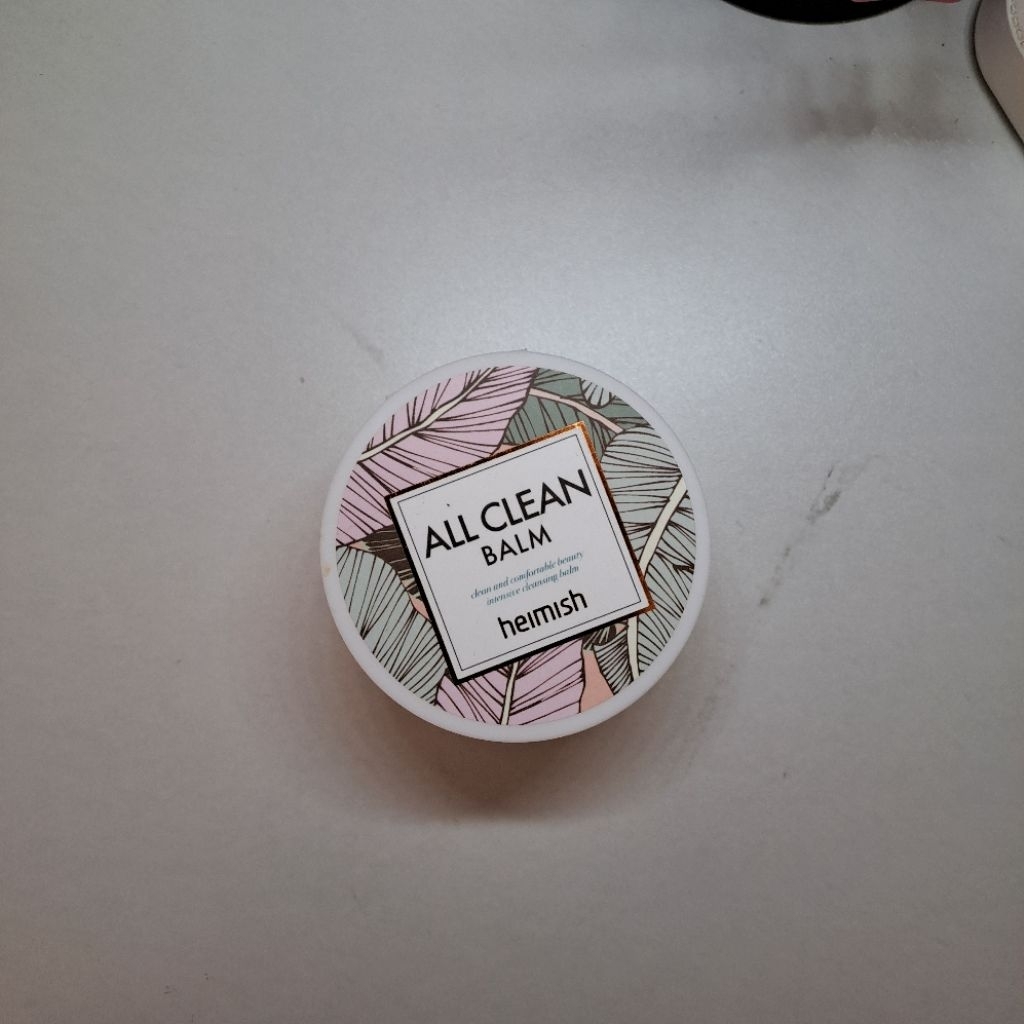 ALL CLEAN
BALM
clean and comfortable beauty
intensive cleansing balm
heimish